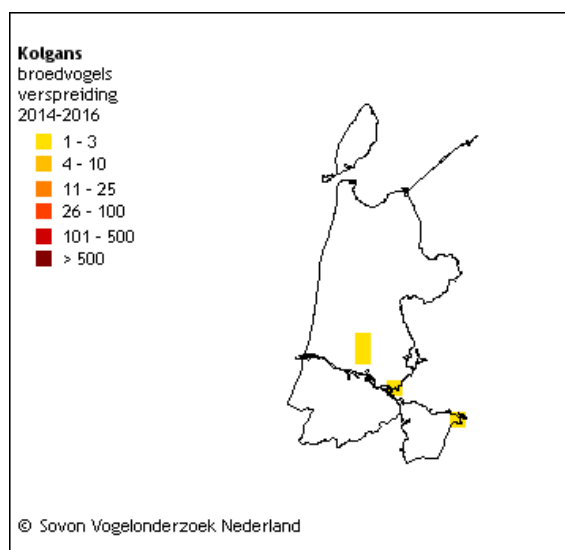 Kolgans
broedvogels
verspreiding
2014-2016
1 - 3
4 - 10
11 - 25
26 - 100
101 - 500
> 500
© Sovon Vogelonderzoek Nederland